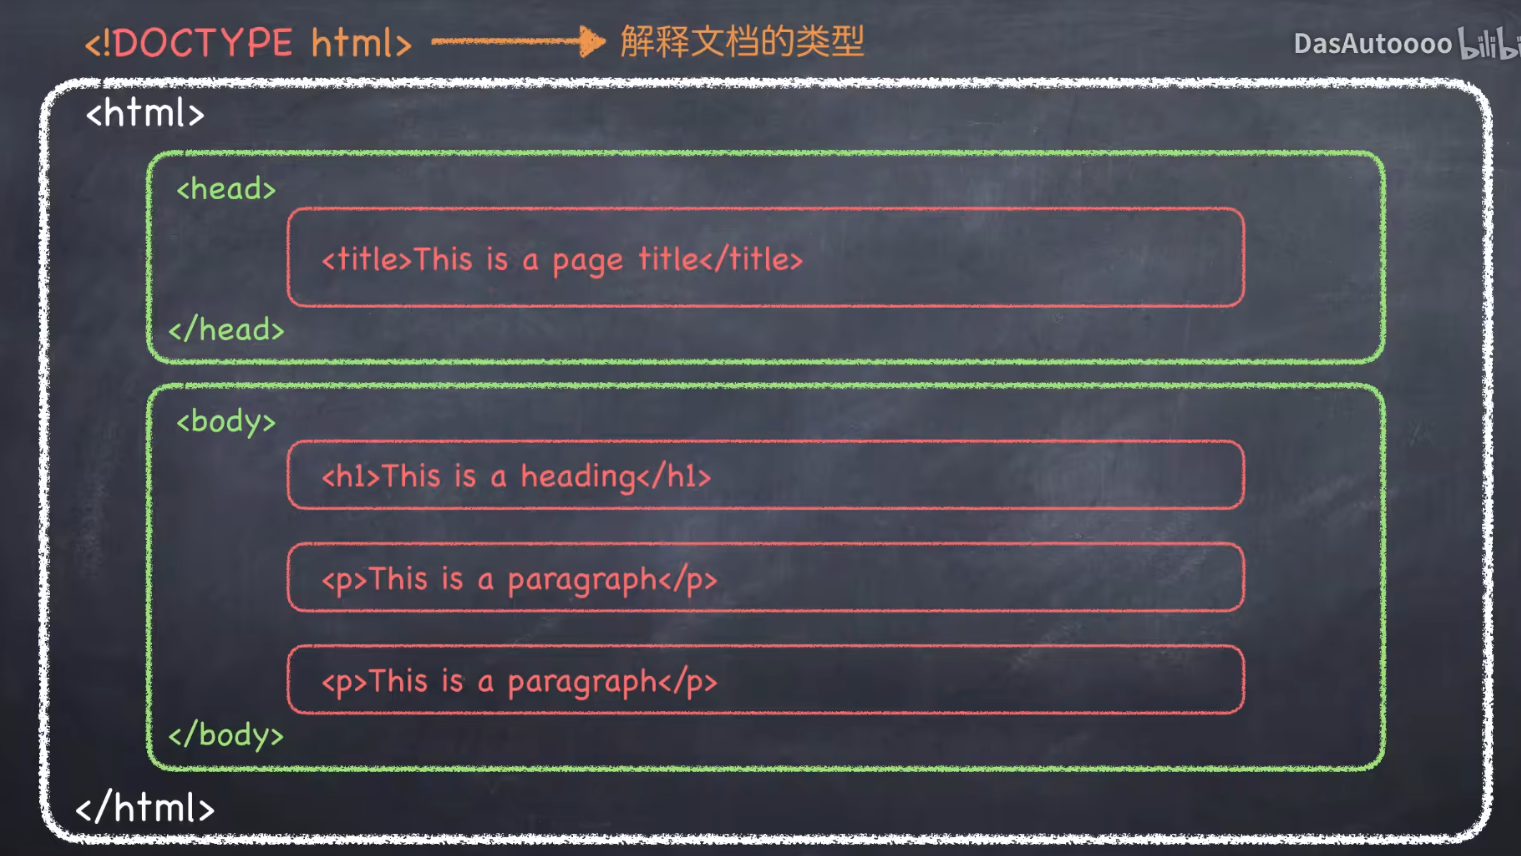 <!DOCTYPE html> 解释文档的类型
DasAutoooo
<html>
<head>
<title>This is a page title</title>
</head>
<body>
<h1>This is a heading</h1>
<p>This is a paragraph</p>
<p>This is a paragraph</p>
</body>
</html>